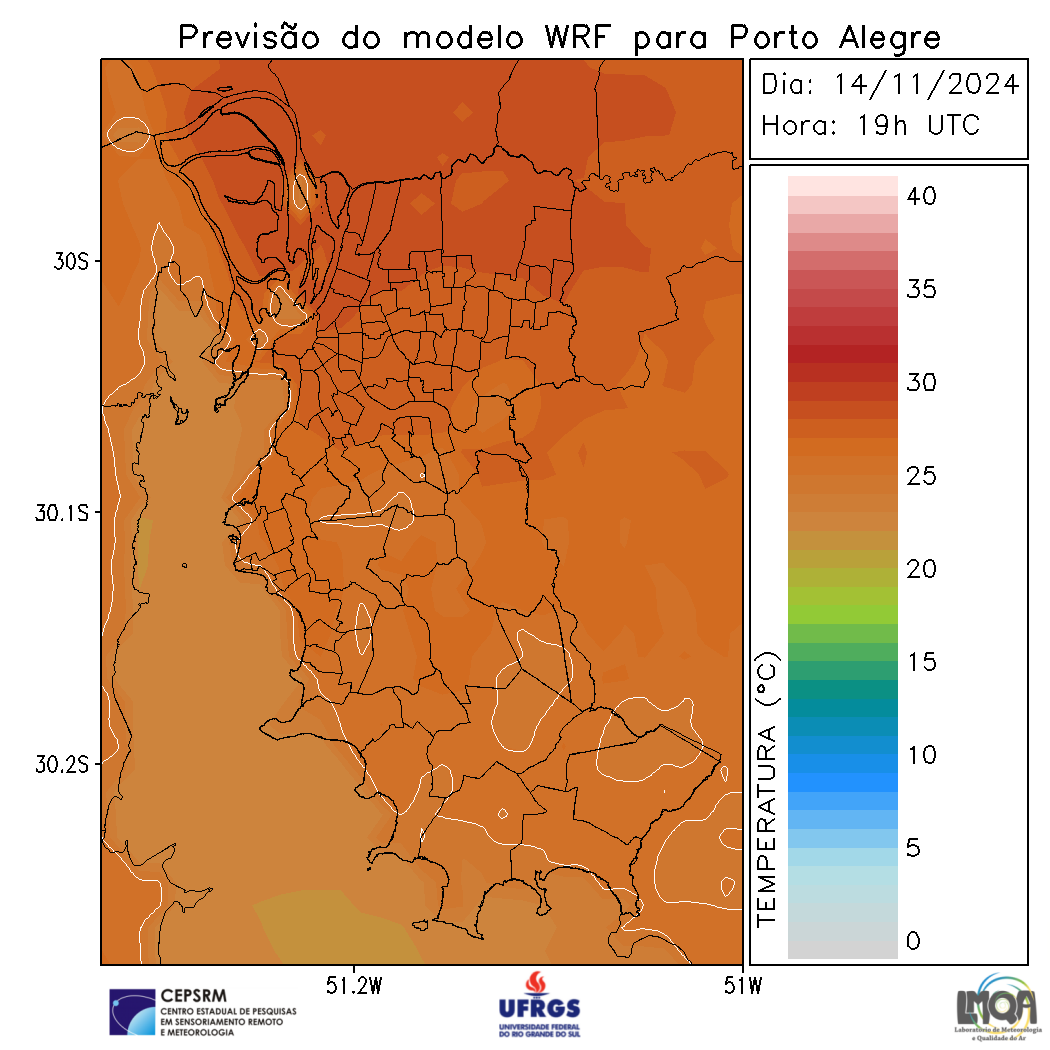 Previsão do modelo WRF para Porto Alegre
Dia: 14/11/2024
Hora: 19h UTC
40
35
30
25
20
15
10
5
0
TEMPERATURA (°C)
30S
30.1S
30.2S
51.2W
51W
CEPSRM
CENTRO ESTADUAL DE PESQUISAS
EM SENSORIAMENTO REMOTO
E METEOROLOGIA
UFRGS
UNIVERSIDADE FEDERAL
DO RIO GRANDE DO SUL
LMQA
Laboratório de Meteorologia
e Qualidade do Ar